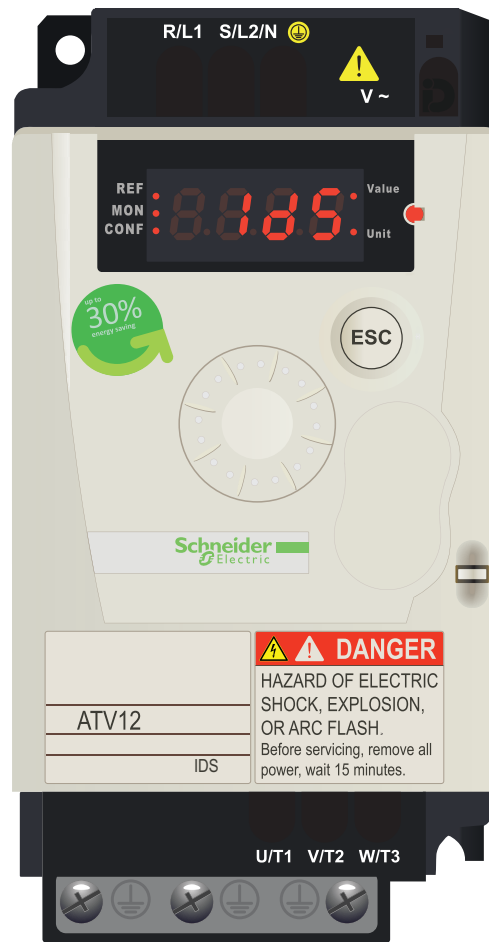 R/L1 S/L2/N
V ~
REF
MON
CONF
1d5
Value
Unit
up to
30%
energy saving
ESC
Schneider
Electric
DANGER
HAZARD OF ELECTRIC
SHOCK, EXPLOSION,
OR ARC FLASH.
Before servicing, remove all
power, wait 15 minutes.
ATV12
IDS
U/T1 V/T2 W/T3